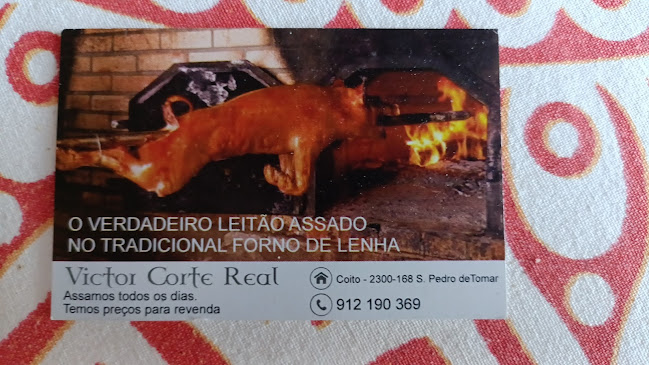 O VERDADEIRO LEITÃO ASSADO
NO TRADICIONAL FORNO DE LENHA
Victor Corte Real
Assamos todos os dias.
Temos preços para revenda
Coito - 2300-168 S. Pedro deTomar
912 190 369